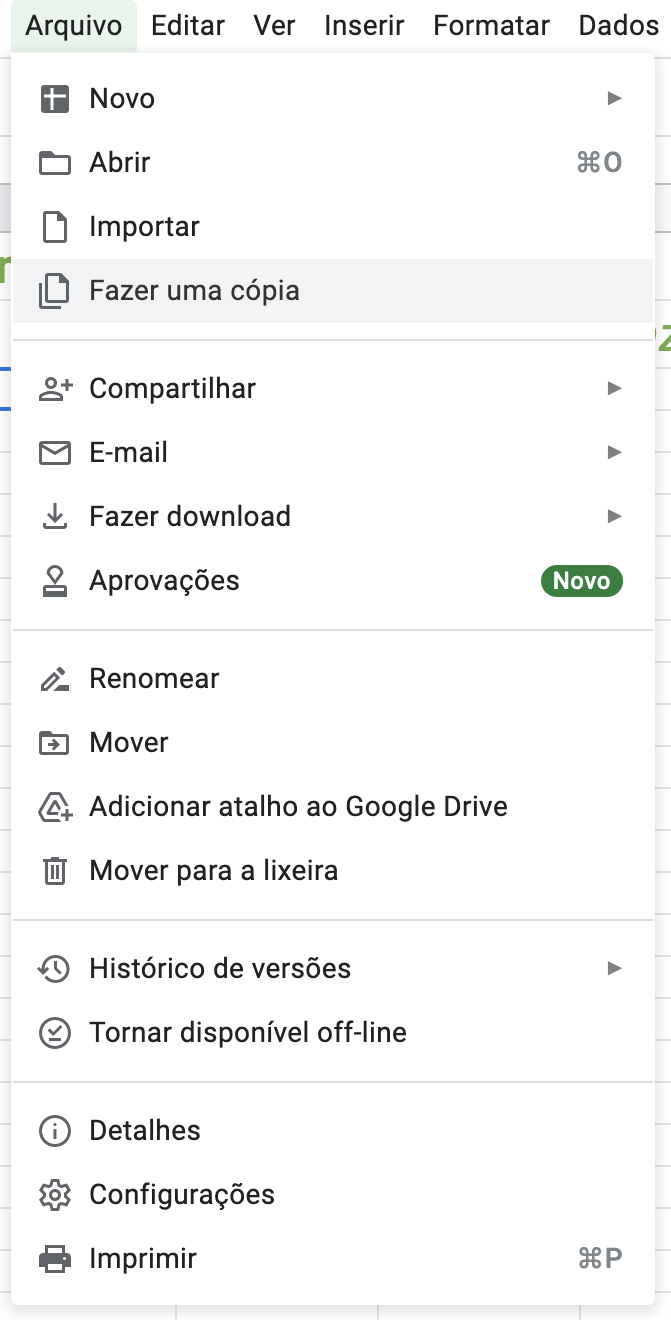 Arquivo Editar Ver Inserir Formatar Dados
Novo
Abrir ⌘O
Importar
Fazer uma cópia
Compartilhar
E-mail
Fazer download
Aprovações Novo
Renomear
Mover
Adicionar atalho ao Google Drive
Mover para a lixeira
Histórico de versões
Tornar disponível off-line
Detalhes
Configurações
Imprimir ⌘P